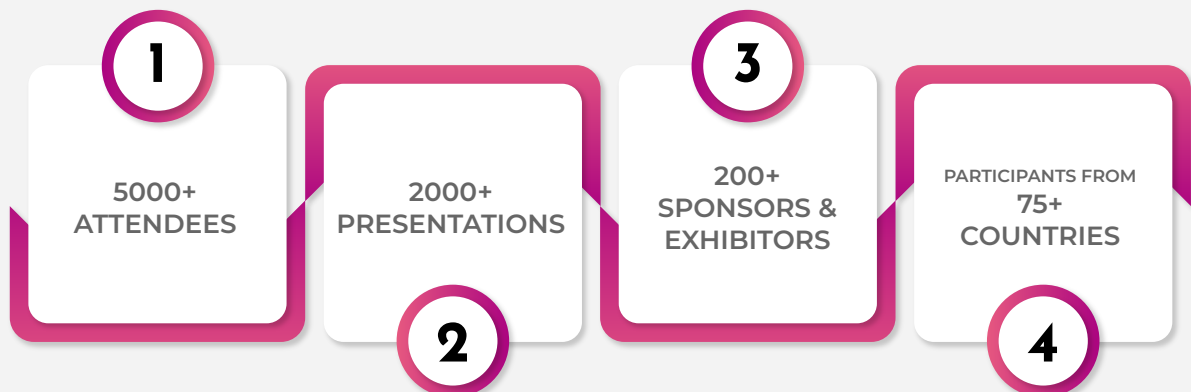 1
5000+
ATTENDEES
2000+
PRESENTATIONS
2
3
200+
SPONSORS &
EXHIBITORS
PARTICIPANTS FROM
75+
COUNTRIES
4